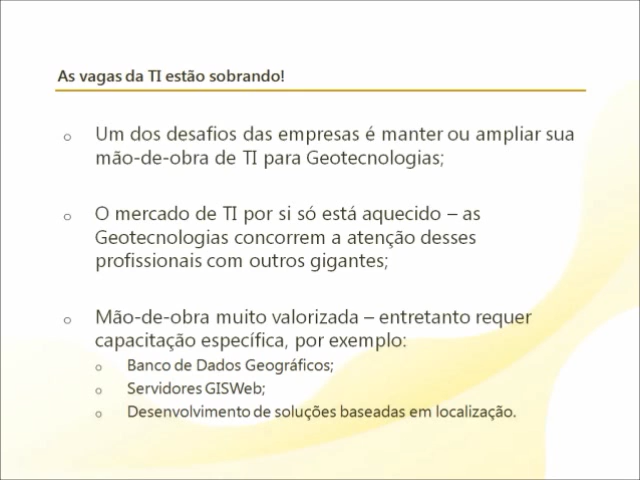 As vagas da TI estão sobrando!
o Um dos desafios das empresas é manter ou ampliar sua
mão-de-obra de TI para Geotecnologias;
o O mercado de TI por si só está aquecido – as
Geotecnologias concorrem a atenção desses
profissionais com outros gigantes;
o Mão-de-obra muito valorizada – entretanto requer
capacitação específica, por exemplo:
o Banco de Dados Geográficos;
o Servidores GISWeb;
o Desenvolvimento de soluções baseadas em localização.